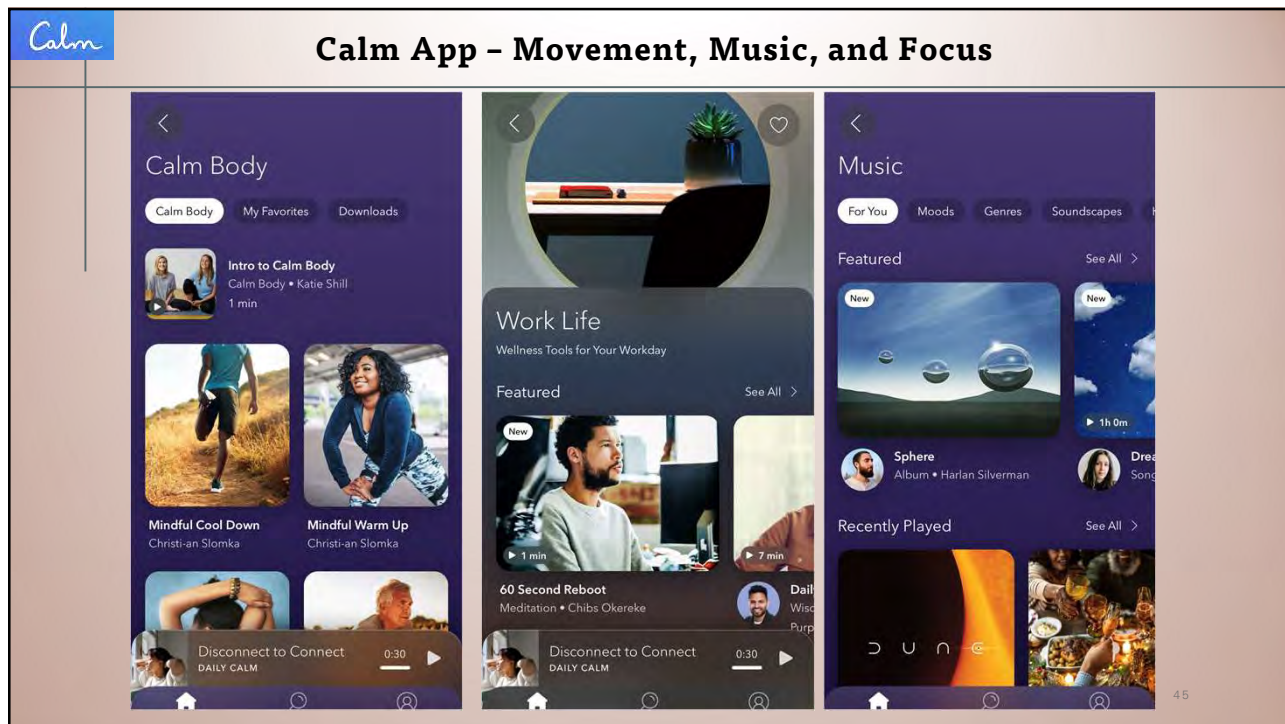 Calm
Calm App – Movement, Music, and Focus
Calm Body
Calm Body
My Favorites
Downloads
Intro to Calm Body
Calm Body • Katie Shill
1 min
Mindful Cool Down
Christi-an Slomka
Mindful Warm Up
Christi-an Slomka
Disconnect to Connect
DAILY CALM
0:30
Work Life
Wellness Tools for Your Workday
Featured
See All
New
1 min
7 min
60 Second Reboot
Meditation • Chibs Okereke
Disconnect to Connect
DAILY CALM
0:30
Music
For You
Moods
Genres
Soundscapes
Featured
See All
New
New
1h 0m
Sphere
Album • Harlan Silverman
Recently Played
See All
DUNE
45